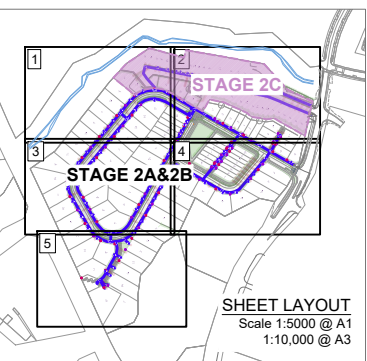 1
2
STAGE 2C
3
4
STAGE 2A&2B
5
SHEET LAYOUT
Scale 1:5000 @ A1
1:10,000 @ A3